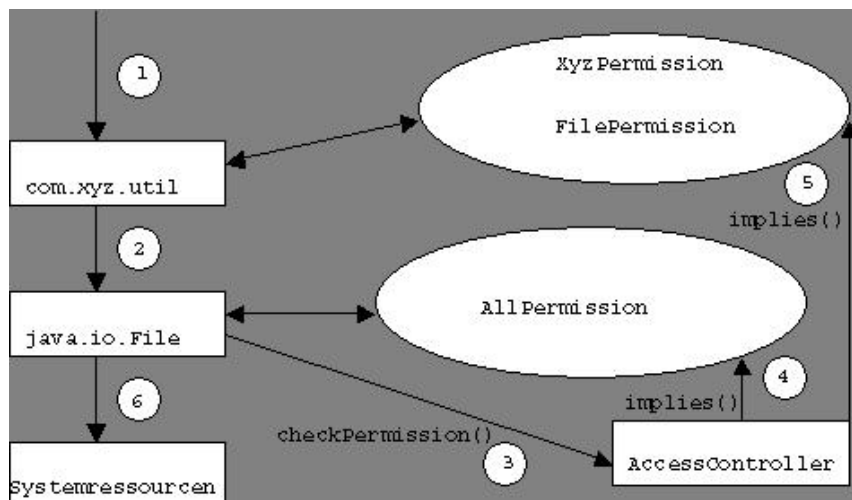 1
XyzPermission
FilePermission
com.xyz.util
5
implies()
2
AllPermission
java.io.File
4
6
implies()
checkPermission()
3
AccessController
Systemressourcen